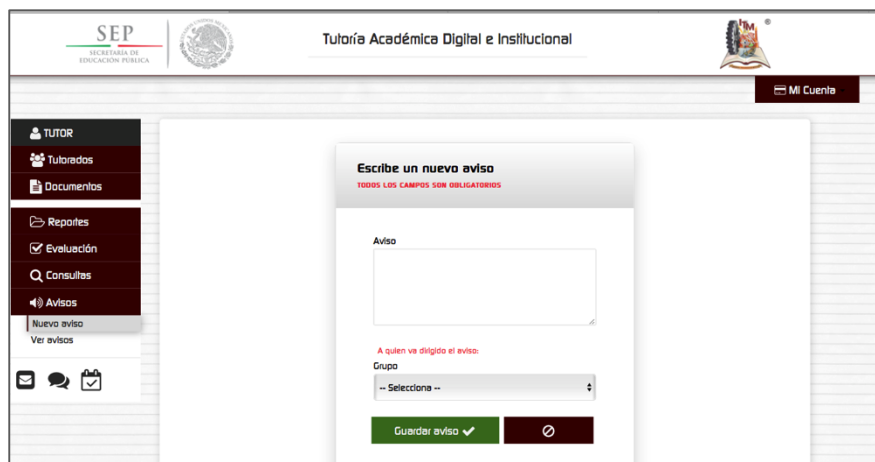 SEP
SECRETARÍA DE
EDUCACIÓN PÚBLICA
Tutoría Académica Digital e Institucional
ITM
®
Mi Cuenta
TUTOR
Tutorados
Documentos
Reportes
Evaluación
Consultas
Avisos
Nuevo aviso
Ver avisos
Escribe un nuevo aviso
TODOS LOS CAMPOS SON OBLIGATORIOS
Aviso
A quien va dirigido el aviso:
Grupo
-- Selecciona --
Guardar aviso